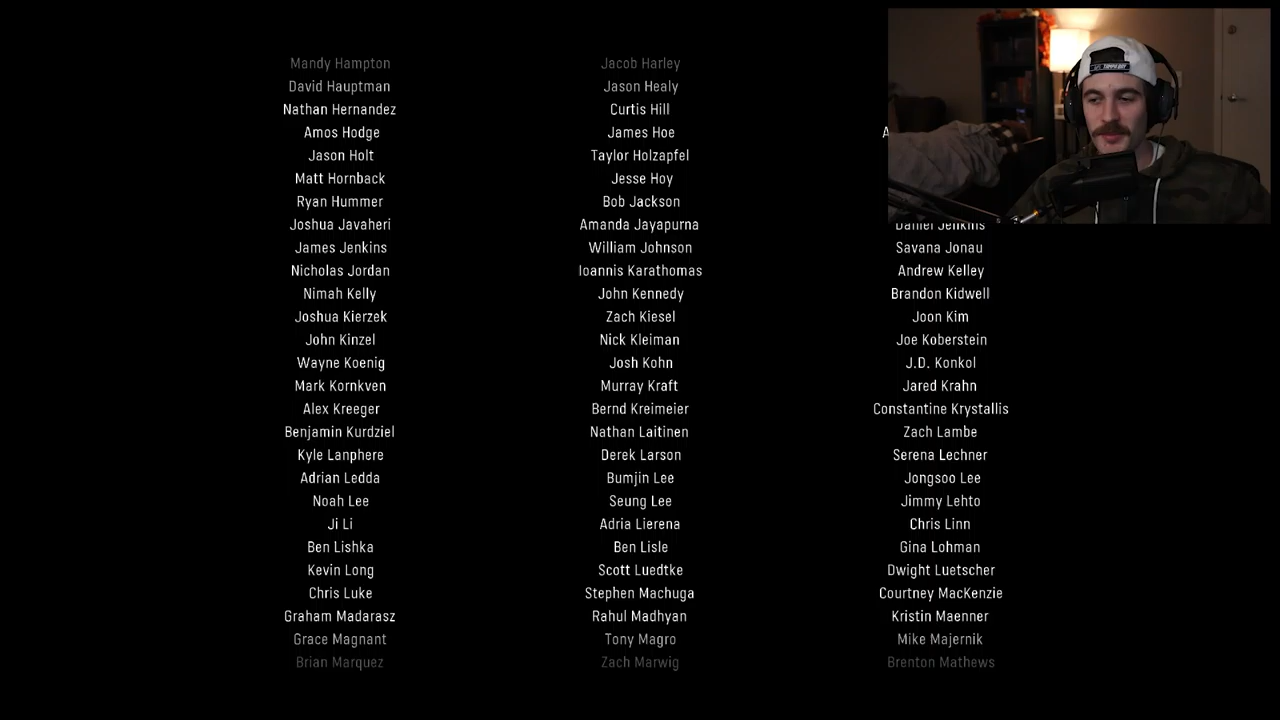 Mandy Hampton Jacob Harley
David Hauptman Jason Healy
Nathan Hernandez Curtis Hill
Amos Hodge James Hoe A
Jason Holt Taylor Holzapfel
Matt Hornback Jesse Hoy
Ryan Hummer Bob Jackson
Joshua Javaheri Amanda Jayapurna Daniel Jenkins
James Jenkins William Johnson Savana Jonau
Nicholas Jordan Ioannis Karathomas Andrew Kelley
Nimah Kelly John Kennedy Brandon Kidwell
Joshua Kierzek Zach Kiesel Joon Kim
John Kinzel Nick Kleiman Joe Koberstein
Wayne Koenig Josh Kohn J.D. Konkol
Mark Kornkven Murray Kraft Jared Krahn
Alex Kreeger Bernd Kreimeier Constantine Krystallis
Benjamin Kurdziel Nathan Laitinen Zach Lambe
Kyle Lanphere Derek Larson Serena Lechner
Adrian Ledda Bumjin Lee Jongsoo Lee
Noah Lee Seung Lee Jimmy Lehto
Ji Li Adria Lierena Chris Linn
Ben Lishka Ben Lisle Gina Lohman
Kevin Long Scott Luedtke Dwight Luetscher
Chris Luke Stephen Machuga Courtney MacKenzie
Graham Madarasz Rahul Madhyan Kristin Maenner
Grace Magnant Tony Magro Mike Majernik
Brian Marquez Zach Marwig Brenton Mathews